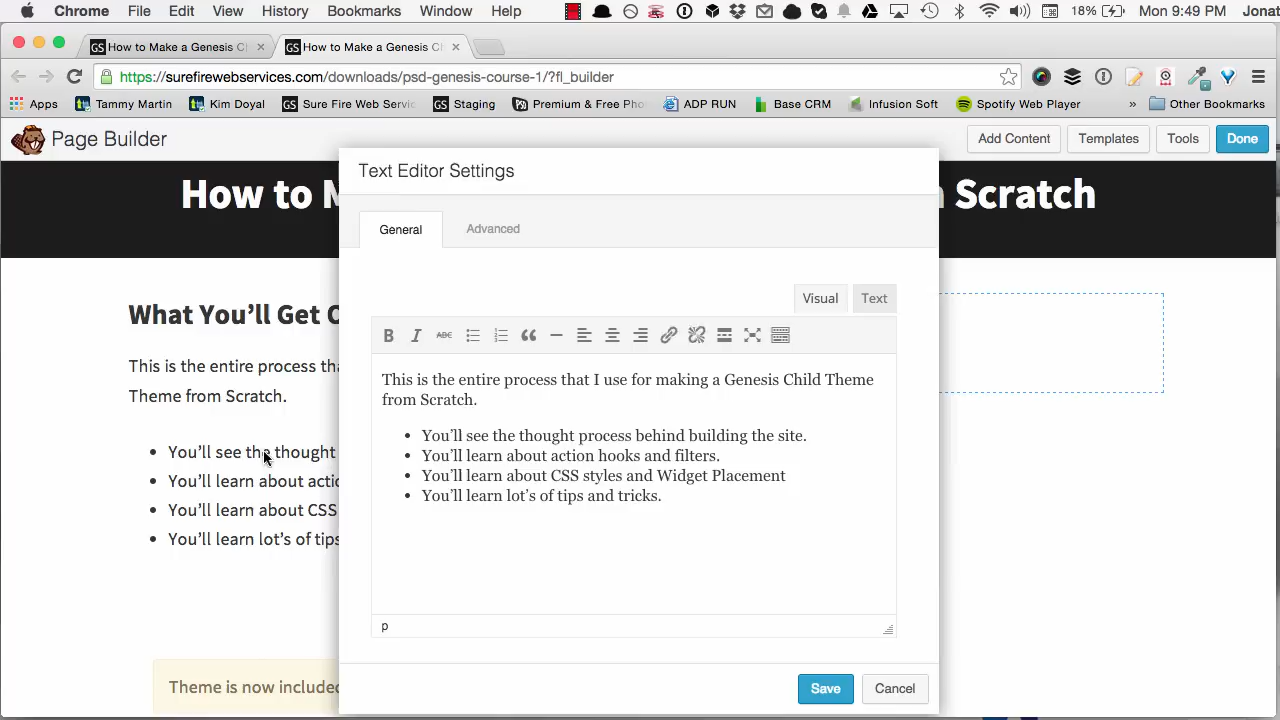 Chrome File Edit View History Bookmarks Window Help 18% Mon 9:49 PM Jonat
GS How to Make a Genesis C
GS How to Make a Genesis C
https://surefirewebservices.com/downloads/psd-genesis-course-1/?fl_builder
Apps Tammy Martin Kim Doyal GS Sure Fire Web Servic GS Staging Premium & Free Pho ADP RUN Base CRM Infusion Soft Spotify Web Player » Other Bookmarks
Page Builder Add Content Templates Tools Done
Text Editor Settings
How to M Scratch
General Advanced
Visual Text
What You'll Get
B I ABC
This is the entire process tha
Theme from Scratch.
This is the entire process that I use for making a Genesis Child Theme
from Scratch.
• You'll see the thought process behind building the site.
• You'll learn about action hooks and filters.
• You'll learn about CSS styles and Widget Placement
• You'll learn lot's of tips and tricks.
• You'll see the thought
• You'll learn about actio
• You'll learn about CSS
• You'll learn lot's of tips
p
Theme is now included
Save Cancel